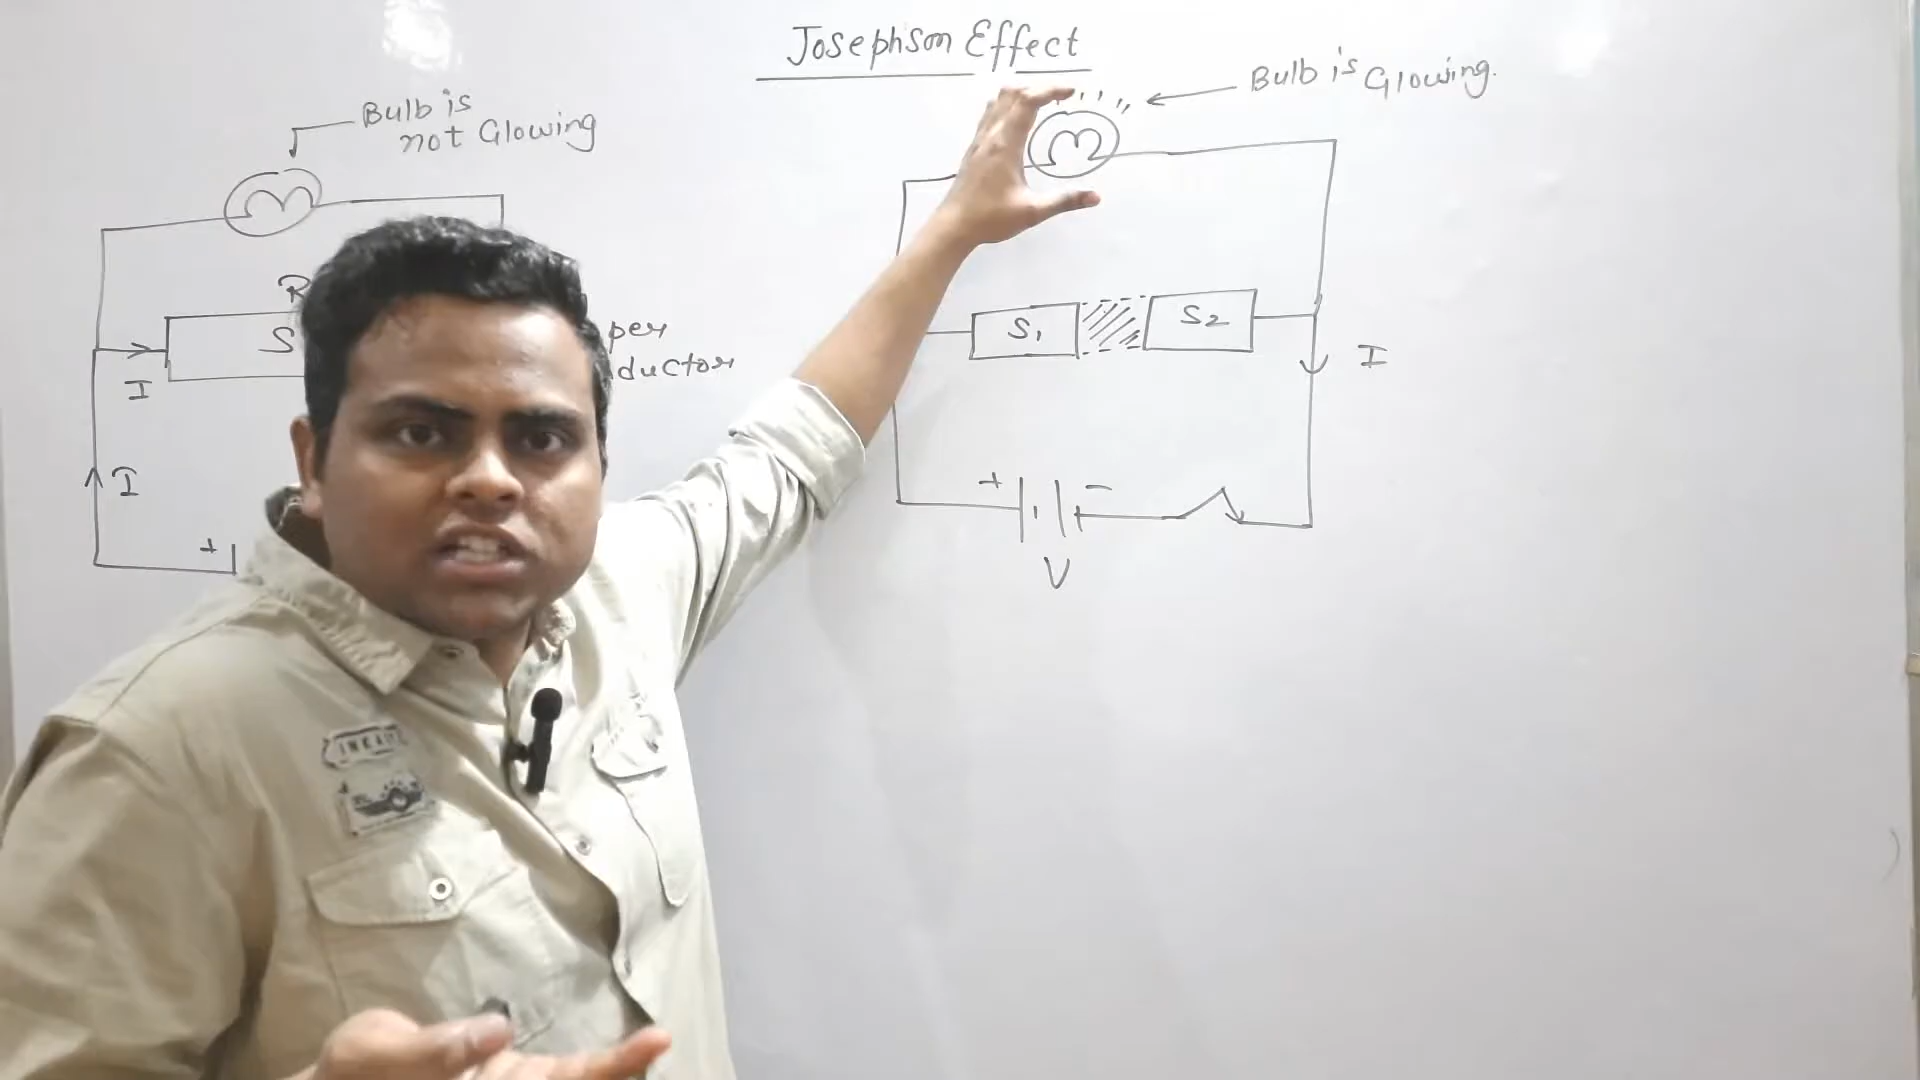 Josephson Effect
Bulb is
not Glowing
R
S
per
ductor
I
I
+
Bulb is Glowing.
S1
S2
I
+
-
V